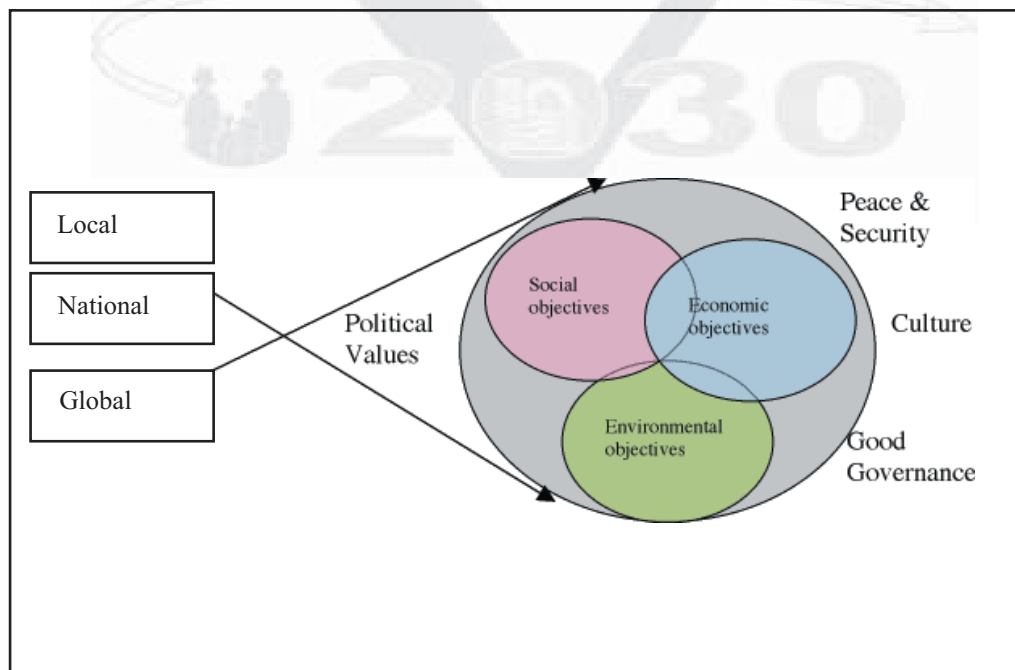 2030
Local
National
Global
Political
Values
Social
objectives
Economic
objectives
Environmental
objectives
Peace &
Security
Culture
Good
Governance